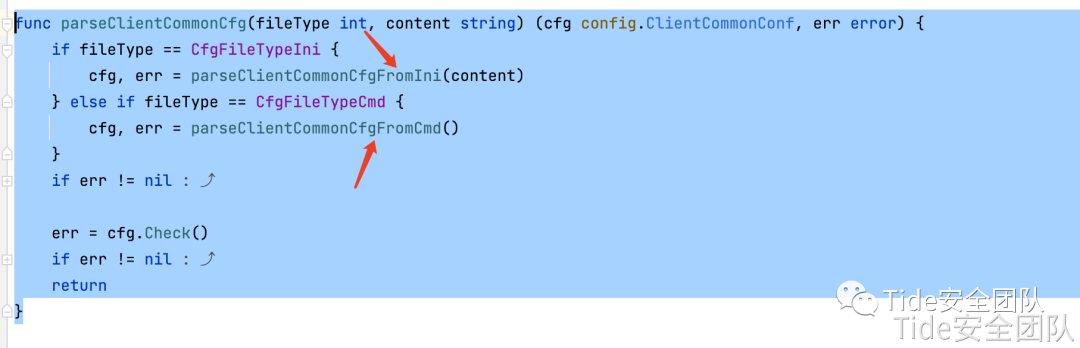 func parseClientCommonCfg(fileType int, content string) (cfg config.ClientCommonConf, err error) {
if fileType == CfgFileTypeIni {
cfg, err = parseClientCommonCfgFromIni(content)
} else if fileType == CfgFileTypeCmd {
cfg, err = parseClientCommonCfgFromCmd()
}
if err != nil : ⤴
err = cfg.Check()
if err != nil : ⤴
return
}
Tide安全团队
Tide安全团队